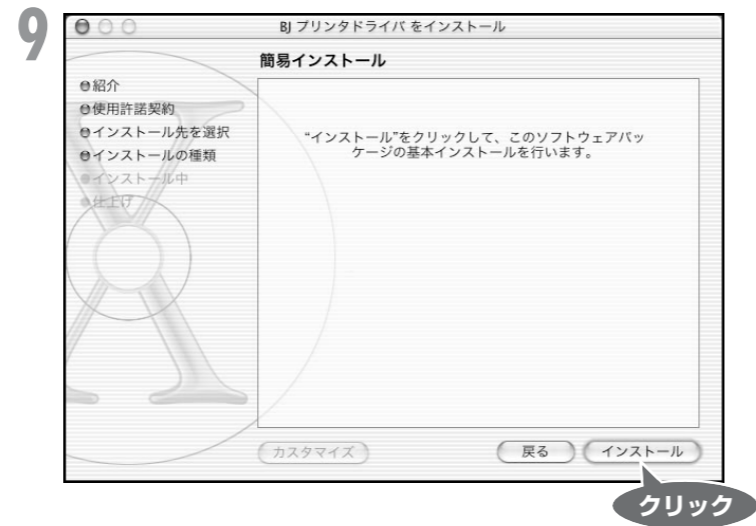 9
BJ プリンタドライバ をインストール
簡易インストール
紹介
使用許諾契約
インストール先を選択
インストールの種類
インストール中
仕上げ
“インストール”をクリックして、このソフトウェアパッ
ケージの基本インストールを行います。
カスタマイズ
戻る
インストール
クリック